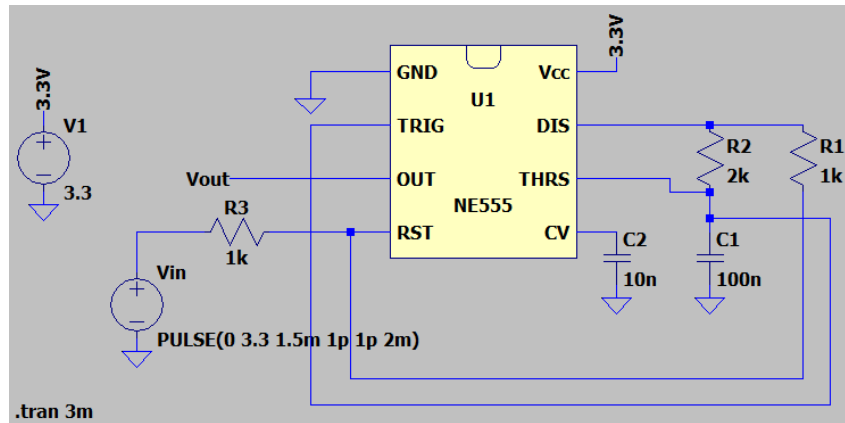 3.3V
V1
3.3
GND
Vcc
3.3V
U1
TRIG
DIS
R2
2k
R1
1k
Vout
OUT
THRS
NE555
R3
1k
RST
CV
C2
10n
C1
100n
Vin
PULSE(0 3.3 1.5m 1p 1p 2m)
.tran 3m